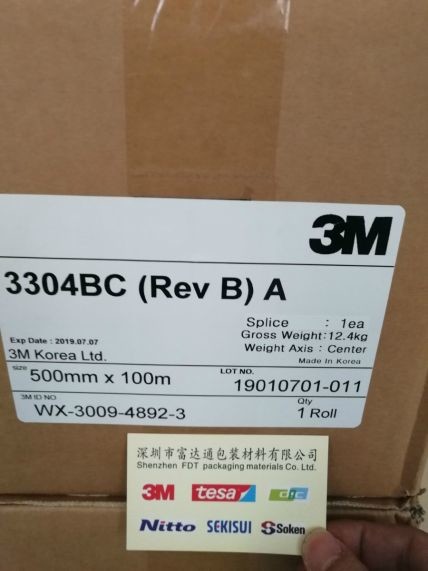 3M
3304BC (Rev B) A
Splice : 1ea
Gross Weight:12.4kg
Weight Axis : Center
Made In Korea
Exp Date : 2019.07.07
3M Korea Ltd.
size 500mm x 100m
LOT NO. 19010701-011
3M ID NO WX-3009-4892-3
Qty 1 Roll
深圳市富达通包装材料有限公司
Shenzhen FDT packaging materials Co. Ltd.
3M tesa d&c
Nitto SEKISUI Soken